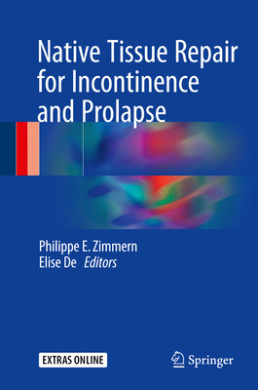 Native Tissue Repair
for Incontinence
and Prolapse
Philippe E. Zimmern
Elise De Editors
EXTRAS ONLINE
Springer